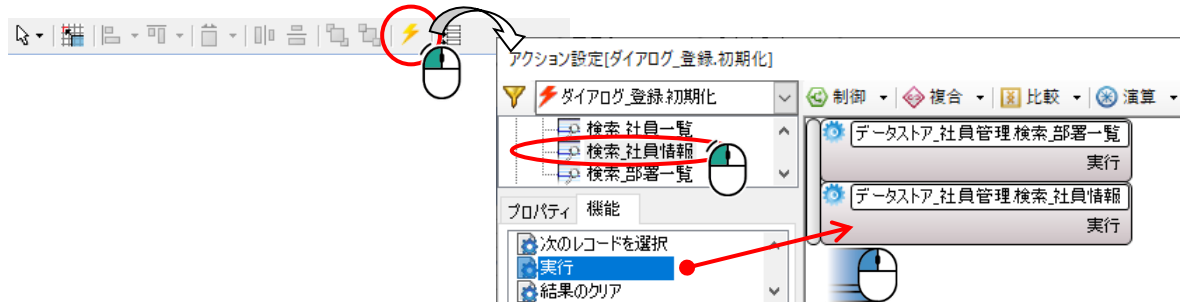 アクション設定[ダイアログ_登録.初期化]
ダイアログ_登録.初期化
制御
複合
比較
演算
検索_社員一覧
検索_社員情報
検索_部署一覧
データストア_社員管理.検索_部署一覧
実行
データストア_社員管理.検索_社員情報
実行
プロパティ 機能
次のレコードを選択
実行
結果のクリア